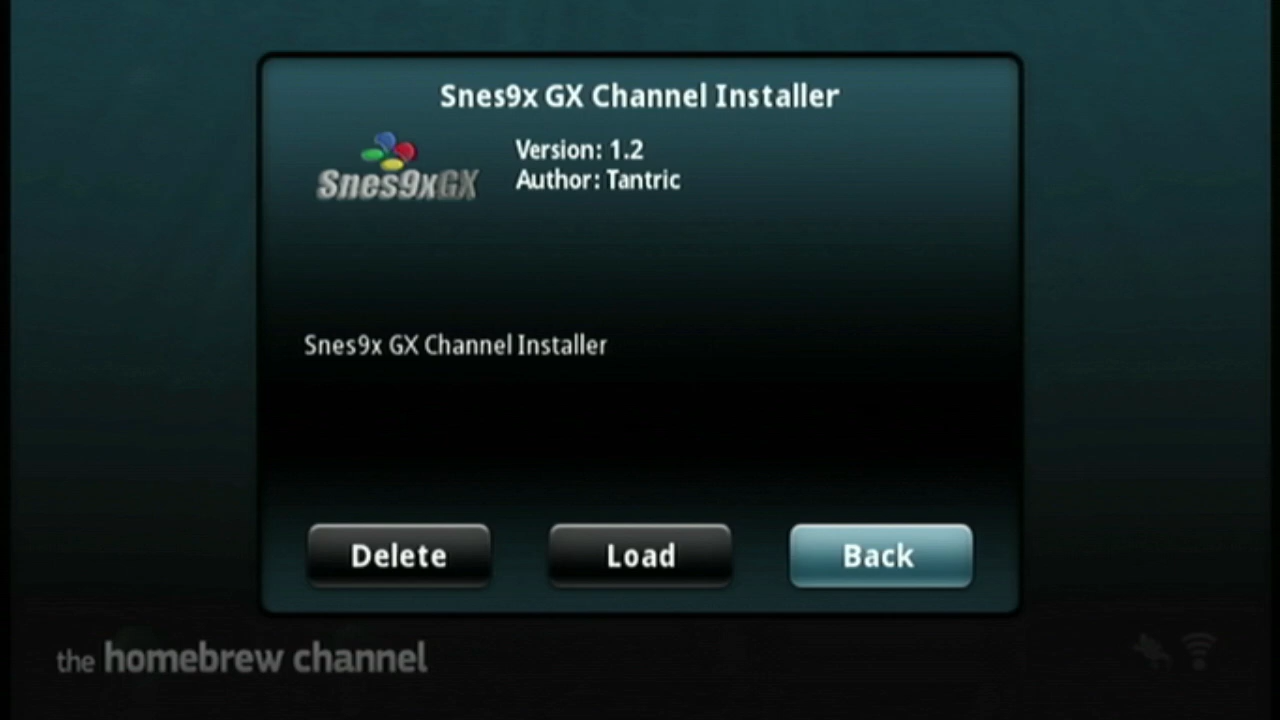 Snes9x GX Channel Installer
Snes9xGX
Version: 1.2
Author: Tantric
Snes9x GX Channel Installer
Delete
Load
Back
the homebrew channel